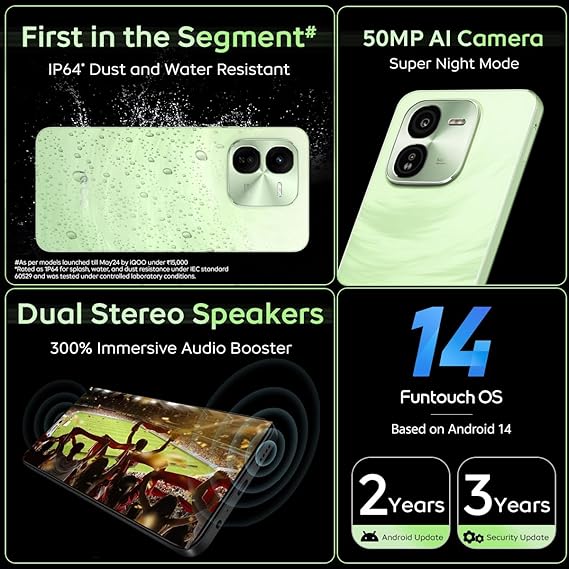 First in the Segment#
IP64* Dust and Water Resistant
#As per models launched till May'24 by iQOO under ₹15,000
*Rated as IP64 for splash, water, and dust resistance under IEC standard
60529 and was tested under controlled laboratory conditions.
50MP AI Camera
Super Night Mode
Dual Stereo Speakers
300% Immersive Audio Booster
14
Funtouch OS
Based on Android 14
2 Years
Android Update
3 Years
Security Update